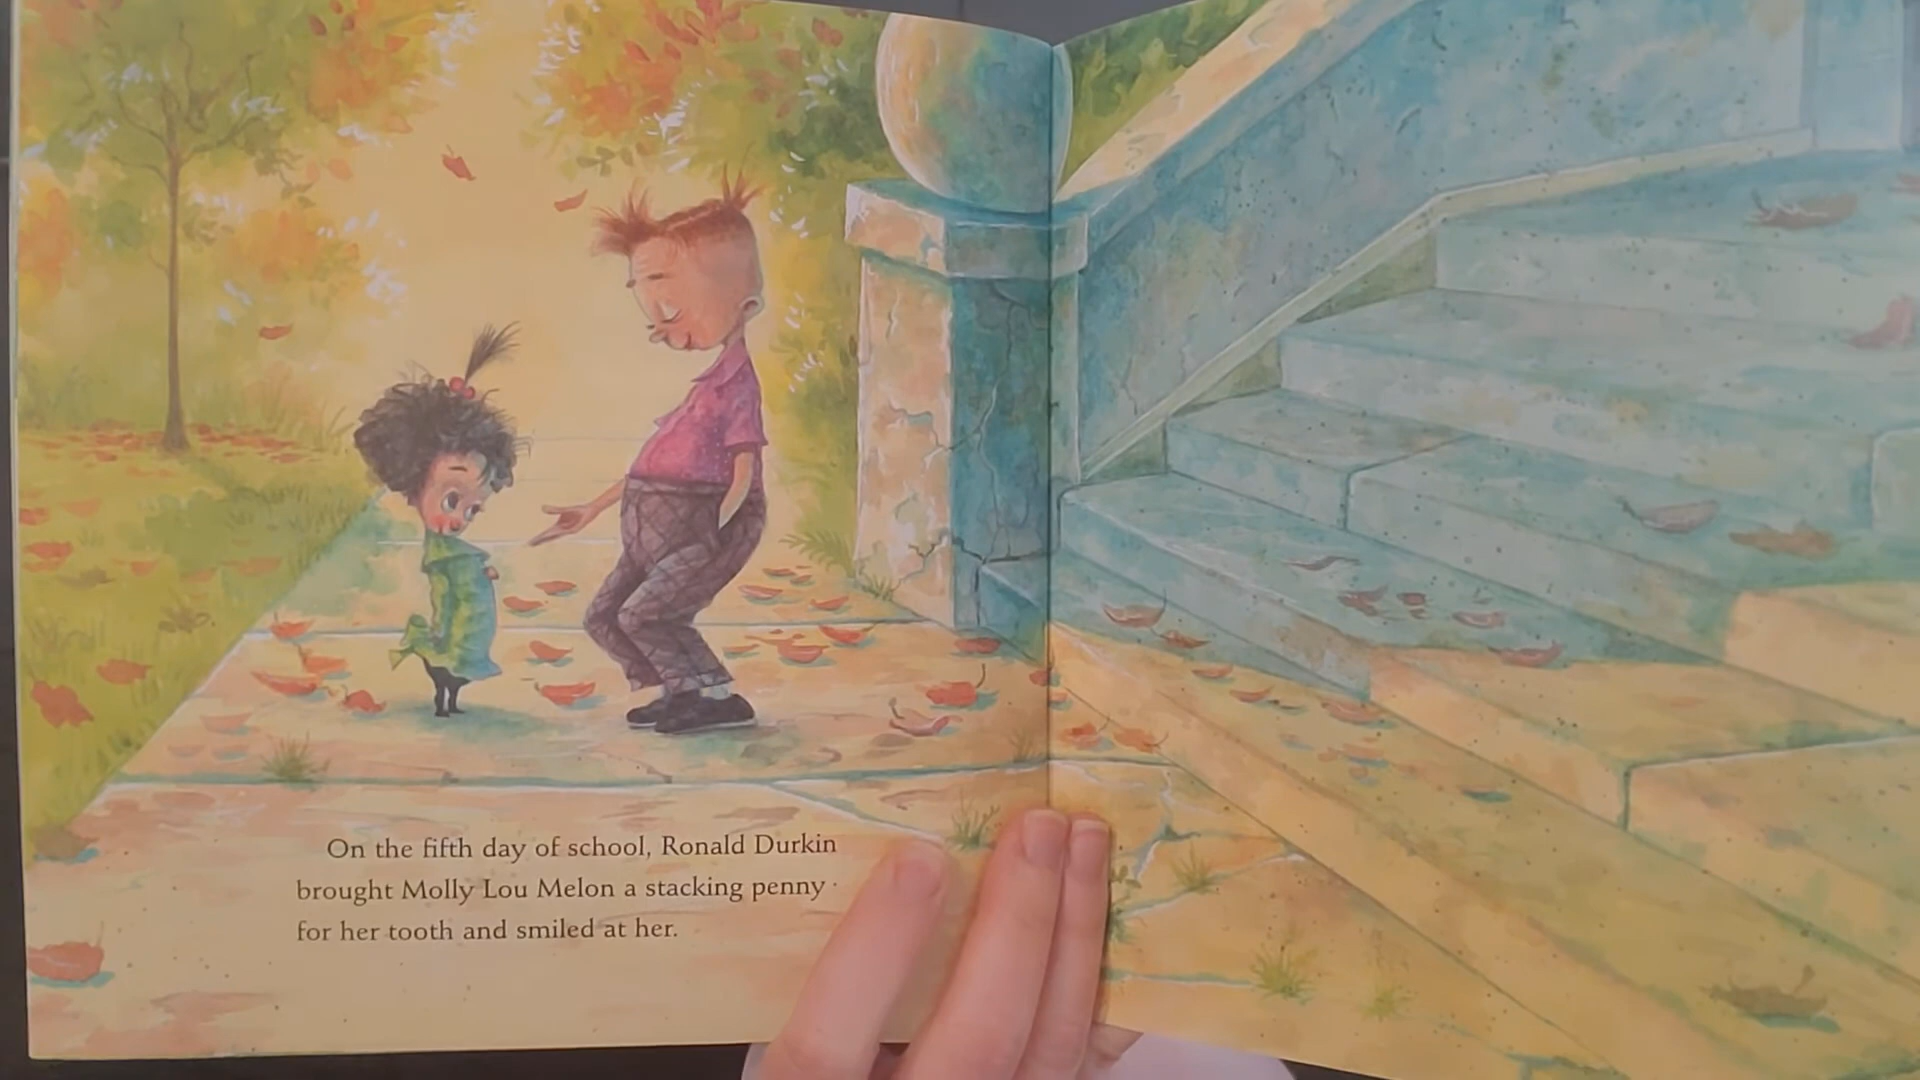 On the fifth day of school, Ronald Durkin
brought Molly Lou Melon a stacking penny
for her tooth and smiled at her.